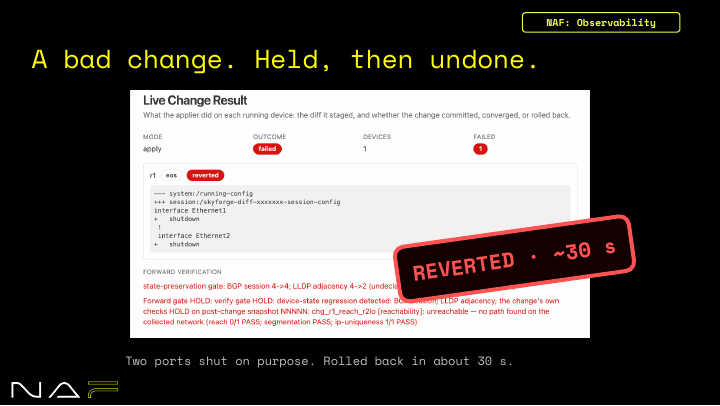 NAF: Observability
A bad change. Held, then undone.
Live Change Result
What the applier did on each running device: the diff it staged, and whether the change committed, converged, or rolled back.
MODE OUTCOME DEVICES FAILED
apply failed 1 1
r1 eos reverted
--- system:/running-config
+++ session:/skyforge-diff-xxxxxxx-session-config
interface Ethernet1
+ shutdown
!
interface Ethernet2
+ shutdown
REVERTED · ~30 s
FORWARD VERIFICATION
state-preservation gate: BGP session 4->4; LLDP adjacency 4->2
Forward gate HOLD: verify gate HOLD: device-state regression detected: LLDP adjacency; the change's own
checks HOLD on post-change snapshot NNNNN: chg_r1_reach_r2lo [reachability]: unreachable — no path found on the
collected network (reach 0/1 PASS; segmentation PASS; ip-uniqueness 1/1 PASS)
Two ports shut on purpose. Rolled back in about 30 s.
NAF